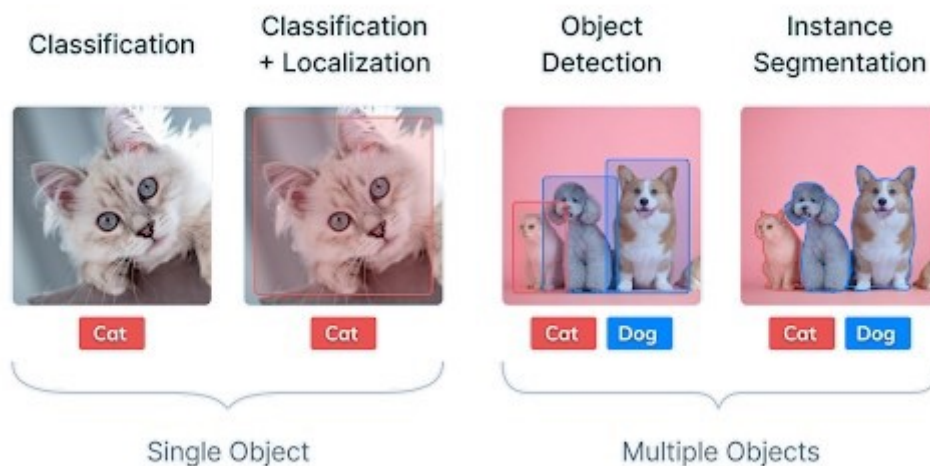 Classification
Classification
+ Localization
Object
Detection
Instance
Segmentation
Cat
Cat
Cat
Dog
Cat
Dog
Single Object
Multiple Objects